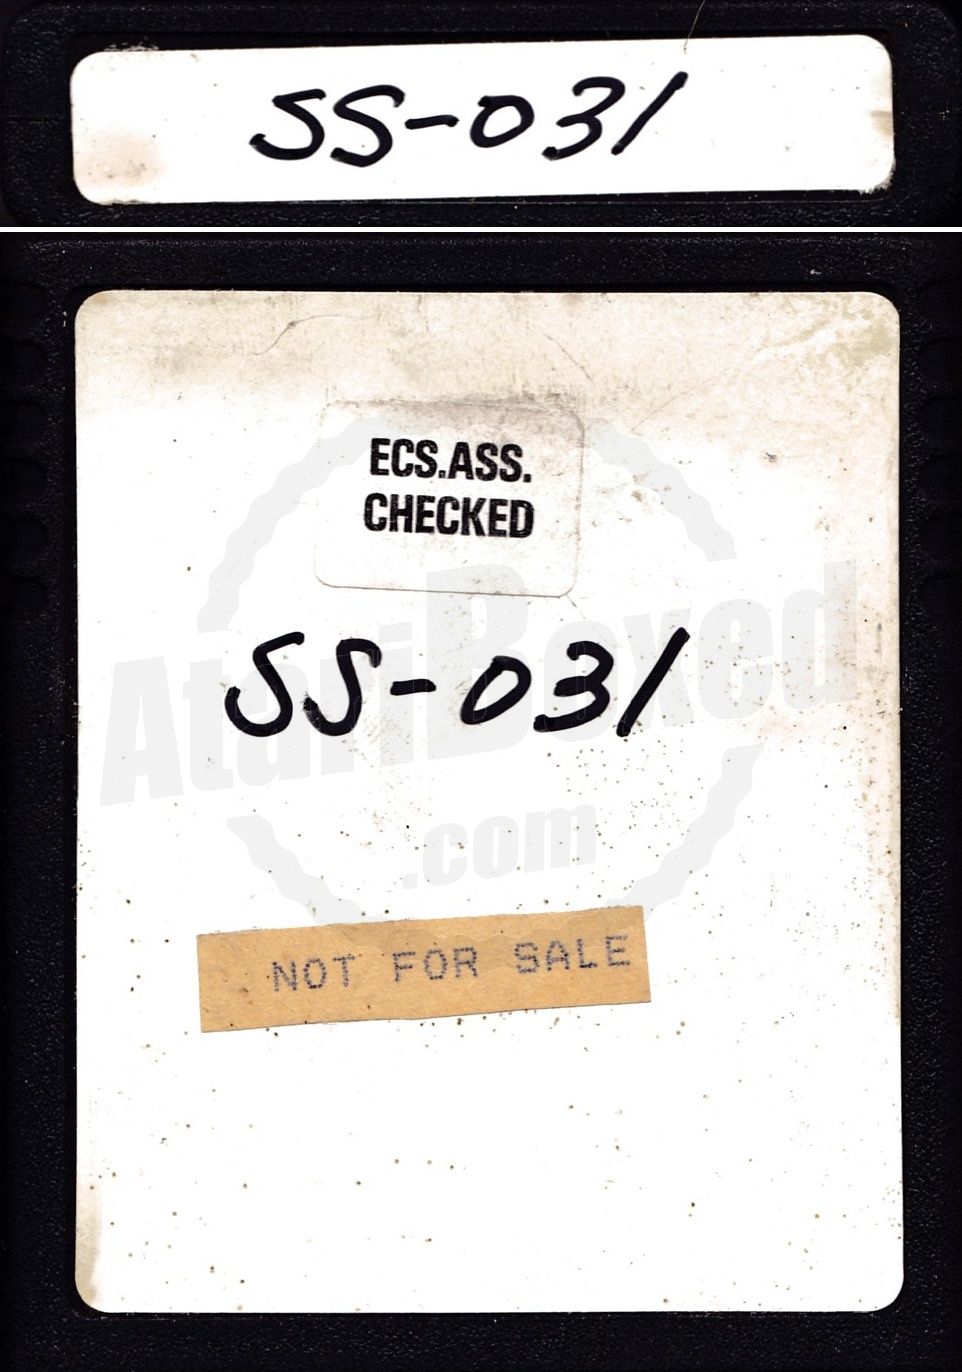 SS-031
ECS.ASS.
CHECKED
SS-031
AtariBoxed
.com
NOT FOR SALE